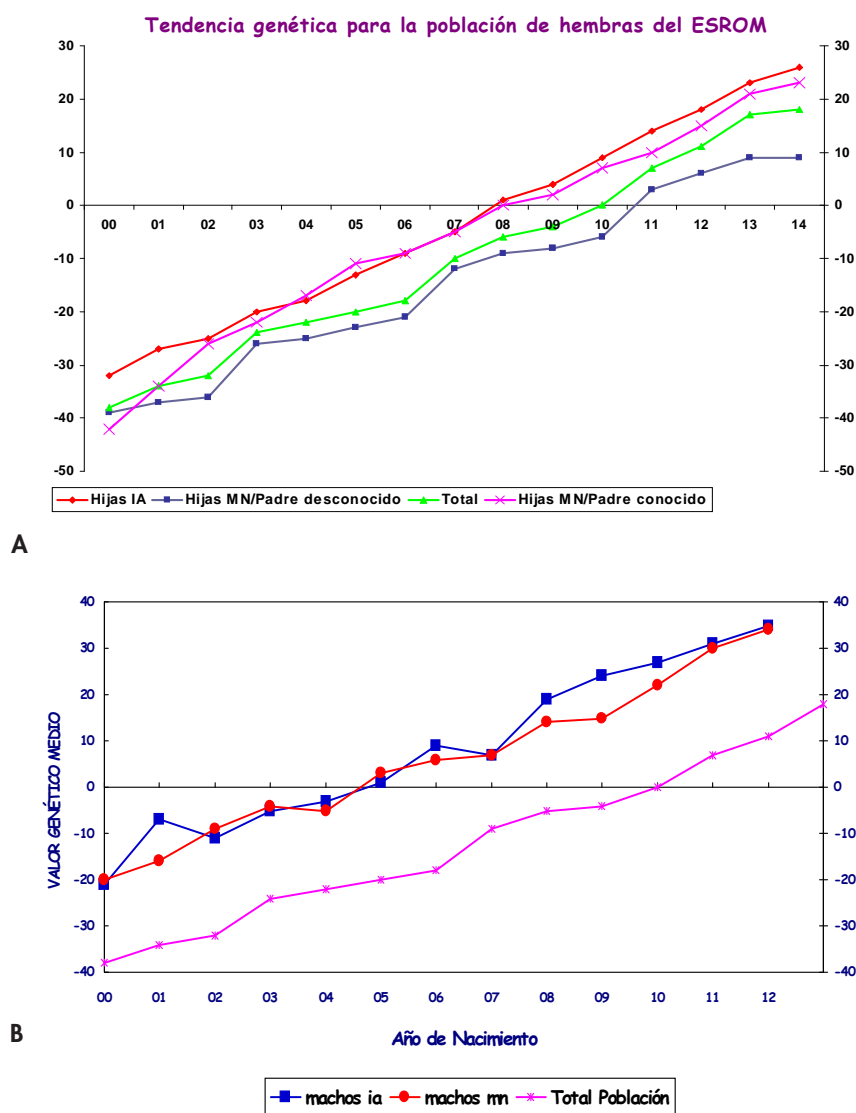 Tendencia genética para la población de hembras del ESROM
30 30
20 20
10 10
0 0
00 01 02 03 04 05 06 07 08 09 10 11 12 13 14
-10 -10
-20 -20
-30 -30
-40 -40
-50 -50
Hijas IA Hijas MN/Padre desconocido Total Hijas MN/Padre conocido
A
40 40
30 30
20 20
10 10
0 0
-10 -10
-20 -20
-30 -30
-40 -40
VALOR GENÉTICO MEDIO
00 01 02 03 04 05 06 07 08 09 10 11 12
B
Año de Nacimiento
machos ia machos mn Total Población